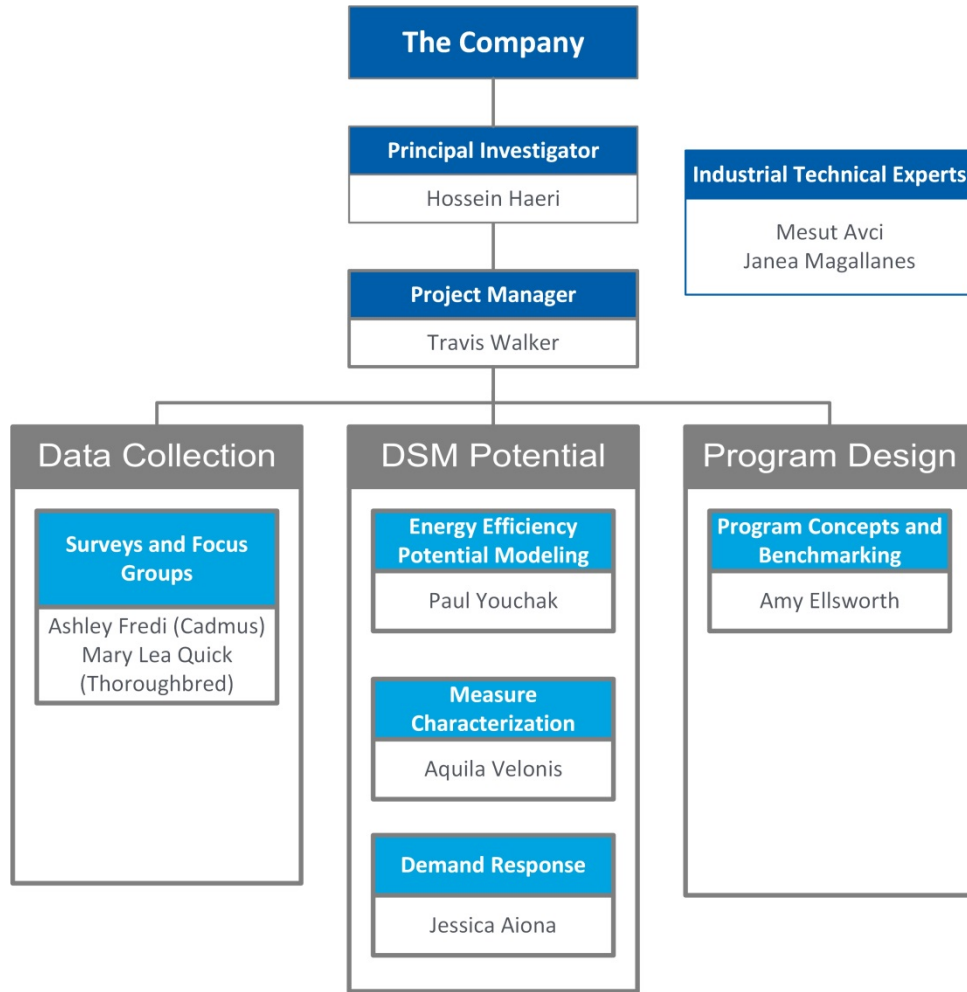 The Company
Principal Investigator
Hossein Haeri
Industrial Technical Experts
Mesut Avci
Janea Magallanes
Project Manager
Travis Walker
Data Collection
Surveys and Focus
Groups
Ashley Fredi (Cadmus)
Mary Lea Quick
(Thoroughbred)
DSM Potential
Energy Efficiency
Potential Modeling
Paul Youchak
Measure
Characterization
Aquila Velonis
Demand Response
Jessica Aiona
Program Design
Program Concepts and
Benchmarking
Amy Ellsworth